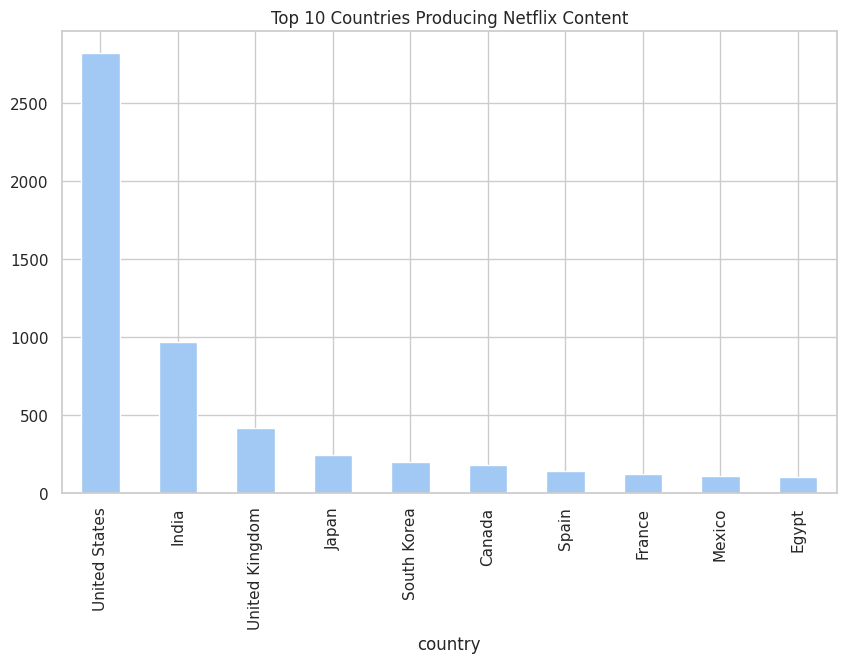 Top 10 Countries Producing Netflix Content
2500
2000
1500
1000
500
0
United States
India
United Kingdom
Japan
South Korea
Canada
Spain
France
Mexico
Egypt
country